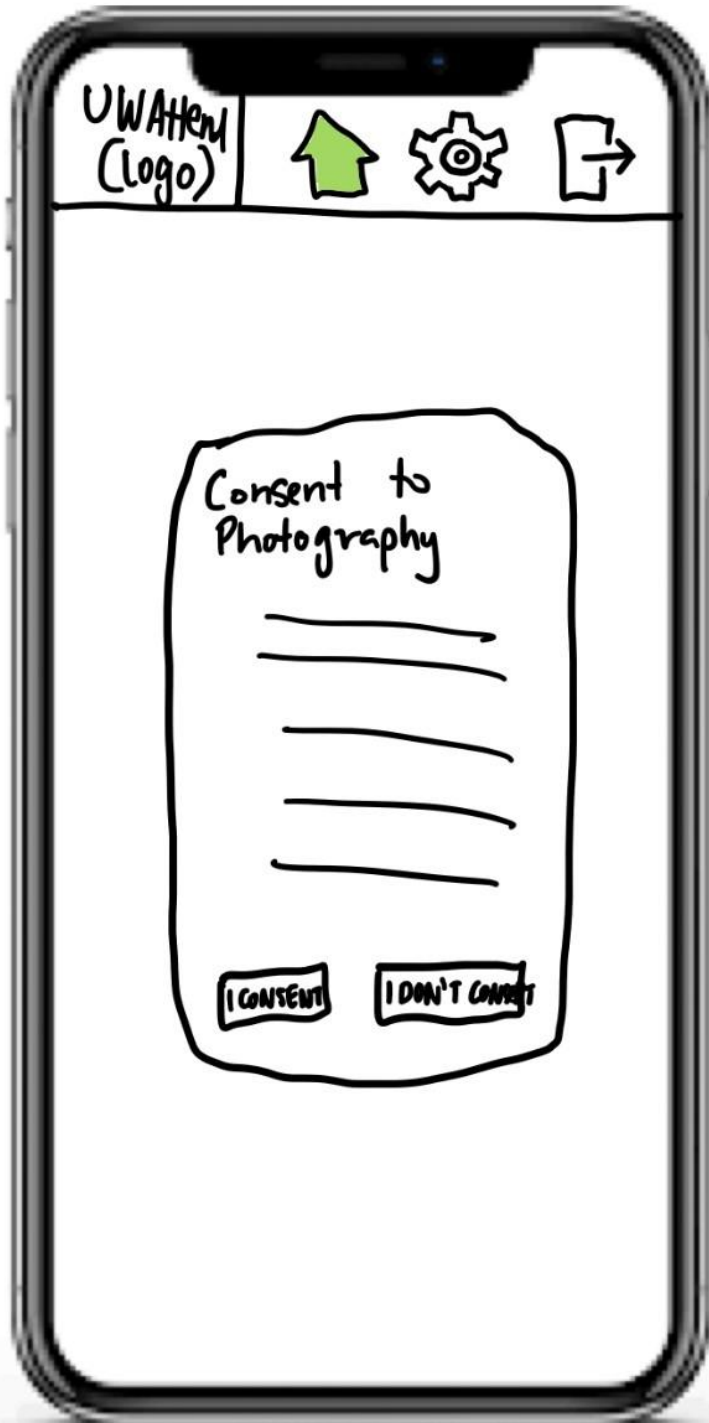 UWAttend
(logo)
Consent to
Photography
I CONSENT
I DON'T CONSENT